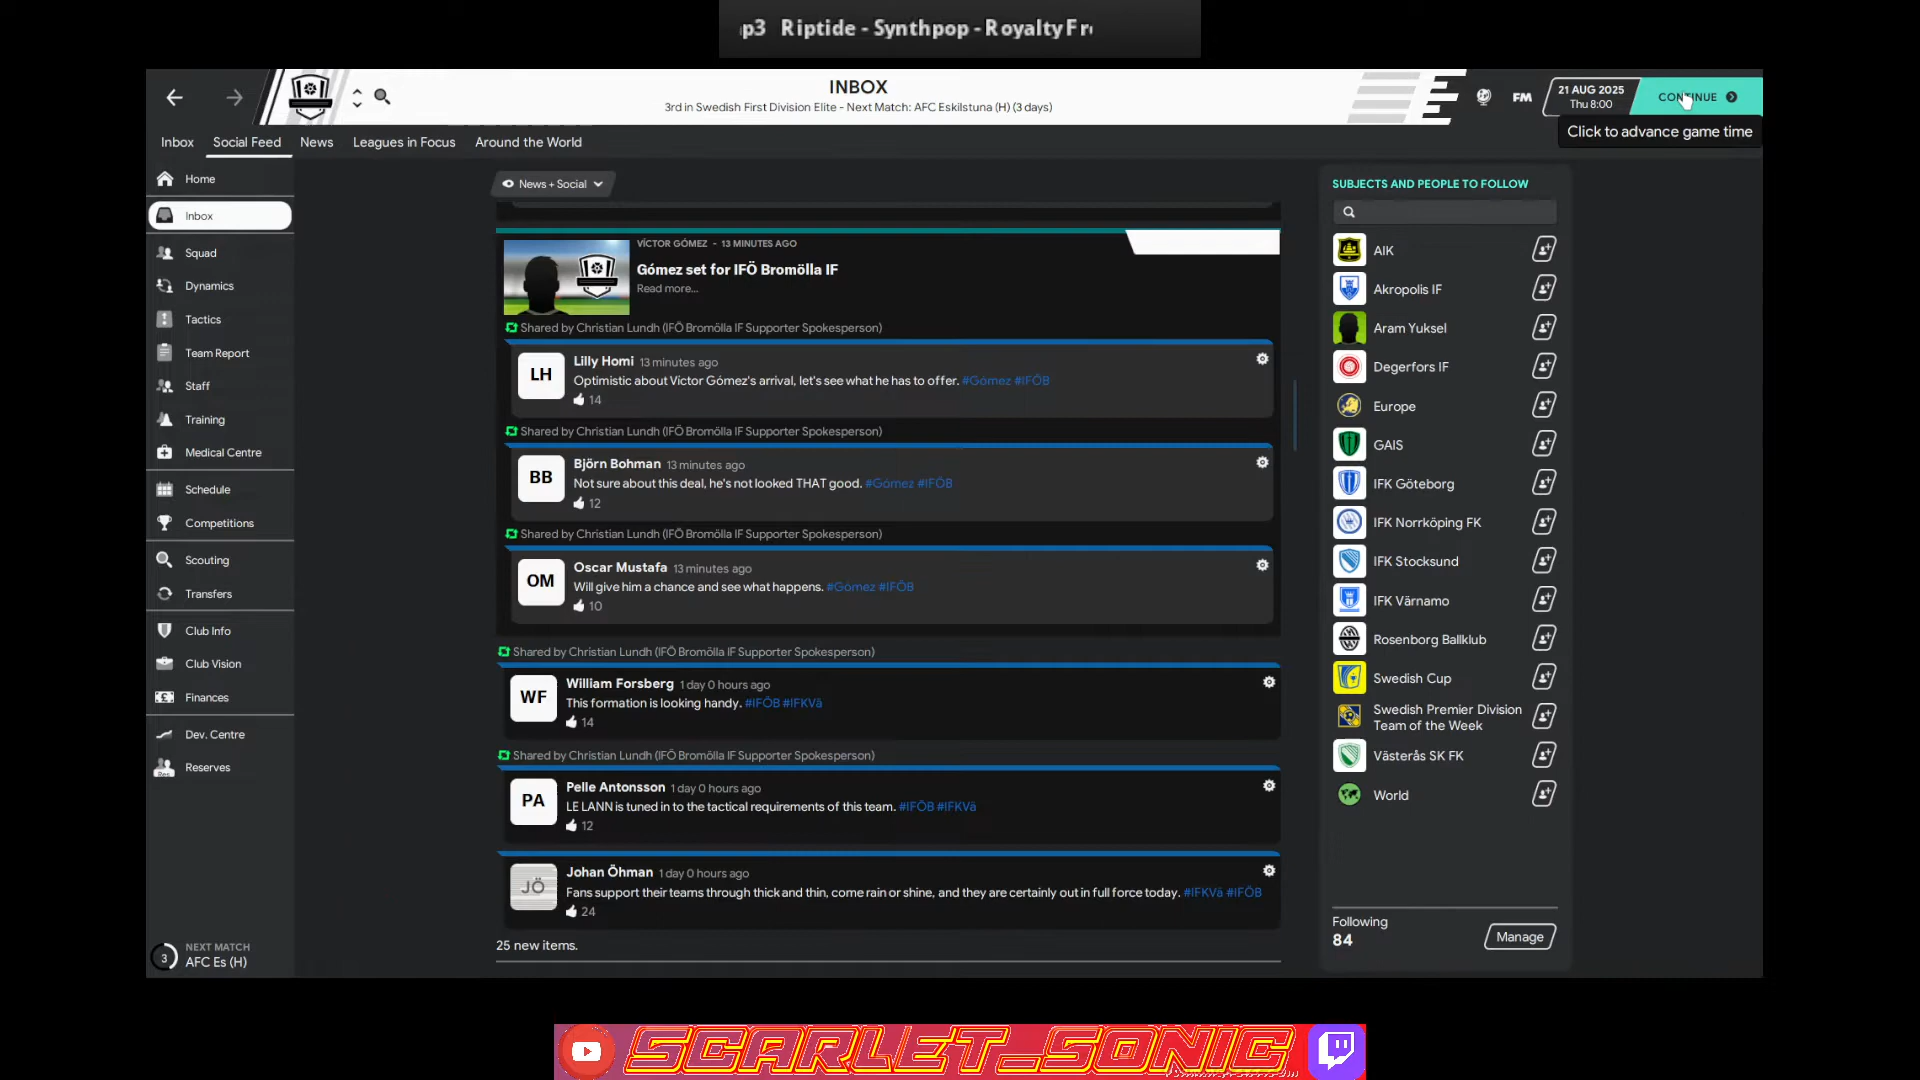 p3 Riptide - Synthpop - Royalty Fr
INBOX
3rd in Swedish First Division Elite - Next Match: AFC Eskilstuna (H) (3 days)
FM
21 AUG 2025
Thu 8:00
CONTINUE
Click to advance game time
Inbox
Social Feed
News
Leagues in Focus
Around the World
Home
Inbox
Squad
Dynamics
Tactics
Team Report
Staff
Training
Medical Centre
Schedule
Competitions
Scouting
Transfers
Club Info
Club Vision
Finances
Dev. Centre
Reserves
NEXT MATCH
3
AFC Es (H)
News + Social
VÍCTOR GÓMEZ - 13 MINUTES AGO
Gómez set for IFÖ Bromölla IF
Read more...
Shared by Christian Lundh (IFÖ Bromölla IF Supporter Spokesperson)
LH
Lilly Homi 13 minutes ago
Optimistic about Víctor Gómez's arrival, let's see what he has to offer. #Gómez #IFÖB
14
Shared by Christian Lundh (IFÖ Bromölla IF Supporter Spokesperson)
BB
Björn Bohman 13 minutes ago
Not sure about this deal, he's not looked THAT good. #Gómez #IFÖB
12
Shared by Christian Lundh (IFÖ Bromölla IF Supporter Spokesperson)
OM
Oscar Mustafa 13 minutes ago
Will give him a chance and see what happens. #Gómez #IFÖB
10
Shared by Christian Lundh (IFÖ Bromölla IF Supporter Spokesperson)
WF
William Forsberg 1 day 0 hours ago
This formation is looking handy. #IFÖB #IFKVä
14
Shared by Christian Lundh (IFÖ Bromölla IF Supporter Spokesperson)
PA
Pelle Antonsson 1 day 0 hours ago
LE LANN is tuned in to the tactical requirements of this team. #IFÖB #IFKVä
12
JÖ
Johan Öhman 1 day 0 hours ago
Fans support their teams through thick and thin, come rain or shine, and they are certainly out in full force today. #IFKVä #IFÖB
24
25 new items.
SUBJECTS AND PEOPLE TO FOLLOW
AIK
Akropolis IF
Aram Yuksel
Degerfors IF
Europe
GAIS
IFK Göteborg
IFK Norrköping FK
IFK Stocksund
IFK Värnamo
Rosenborg Ballklub
Swedish Cup
Swedish Premier Division
Team of the Week
Västerås SK FK
World
Following
84
Manage
SCARLET_SONIC